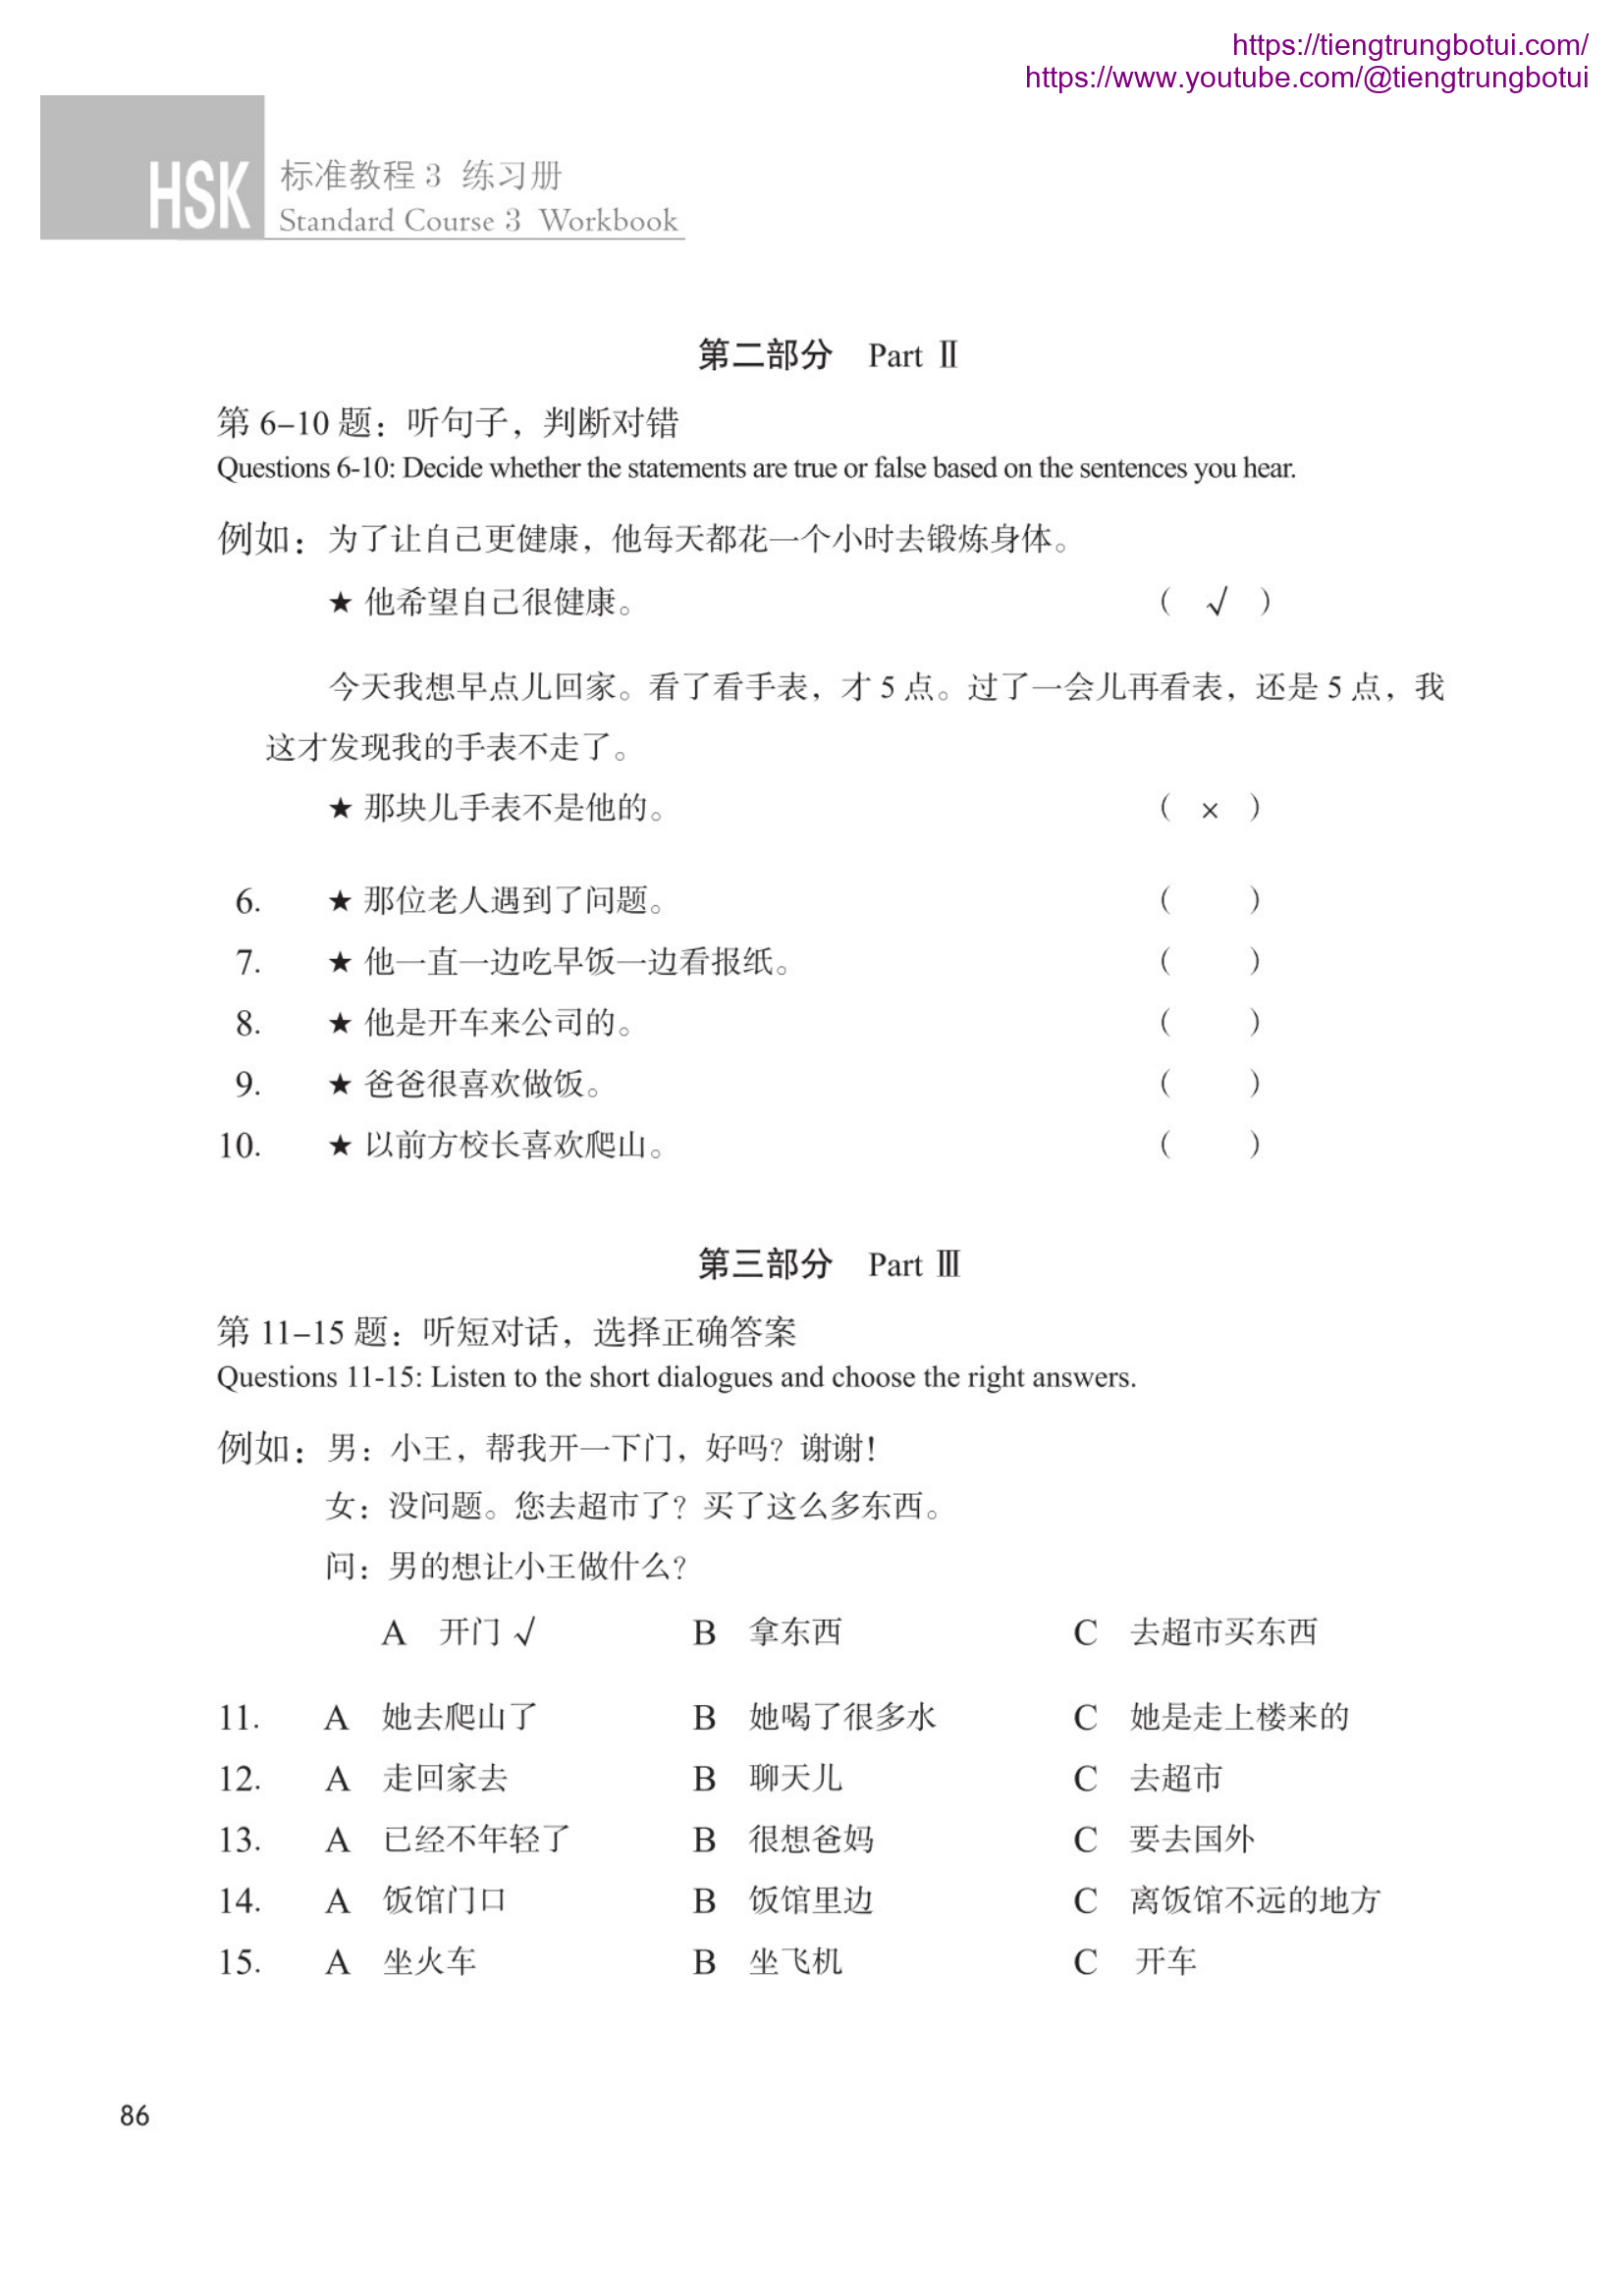 https://tiengtrungbotui.com/
https://www.youtube.com/@tiengtrungbotui
HSK 标准教程 3 练习册
Standard Course 3 Workbook
第二部分 Part Ⅱ
第 6–10 题：听句子，判断对错
Questions 6-10: Decide whether the statements are true or false based on the sentences you hear.
例如：为了让自己更健康，他每天都花一个小时去锻炼身体。
★ 他希望自己很健康。 （ √ ）
今天我想早点儿回家。看了看手表，才 5 点。过了一会儿再看表，还是 5 点，我
这才发现我的手表不走了。
★ 那块儿手表不是他的。 （ × ）
6. ★ 那位老人遇到了问题。 （ ）
7. ★ 他一直一边吃早饭一边看报纸。 （ ）
8. ★ 他是开车来公司的。 （ ）
9. ★ 爸爸很喜欢做饭。 （ ）
10. ★ 以前方校长喜欢爬山。 （ ）
第三部分 Part Ⅲ
第 11–15 题：听短对话，选择正确答案
Questions 11-15: Listen to the short dialogues and choose the right answers.
例如：男：小王，帮我开一下门，好吗？谢谢！
女：没问题。您去超市了？买了这么多东西。
问：男的想让小王做什么？
A 开门 √ B 拿东西 C 去超市买东西
11. A 她去爬山了 B 她喝了很多水 C 她是走上楼来的
12. A 走回家去 B 聊天儿 C 去超市
13. A 已经不年轻了 B 很想爸妈 C 要去国外
14. A 饭馆门口 B 饭馆里边 C 离饭馆不远的地方
15. A 坐火车 B 坐飞机 C 开车
86